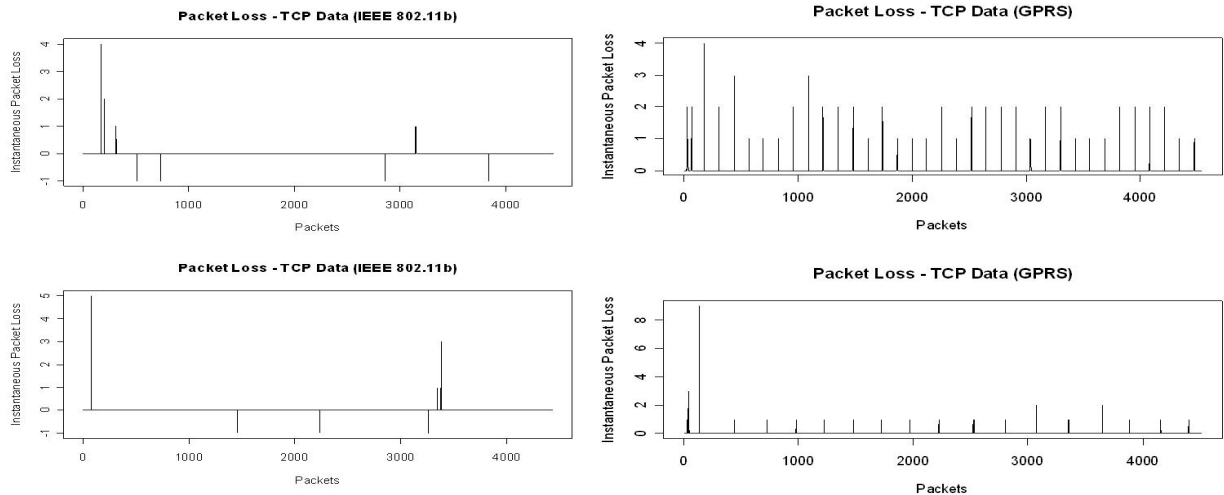 Packet Loss - TCP Data (IEEE 802.11b)
Instantaneous Packet Loss
4
3
2
1
0
-1
0 1000 2000 3000 4000
Packets
Packet Loss - TCP Data (GPRS)
Instantaneous Packet Loss
4
3
2
1
0
0 1000 2000 3000 4000
Packets
Packet Loss - TCP Data (IEEE 802.11b)
Instantaneous Packet Loss
5
4
3
2
1
0
-1
0 1000 2000 3000 4000
Packets
Packet Loss - TCP Data (GPRS)
Instantaneous Packet Loss
8
6
4
2
0
0 1000 2000 3000 4000
Packets